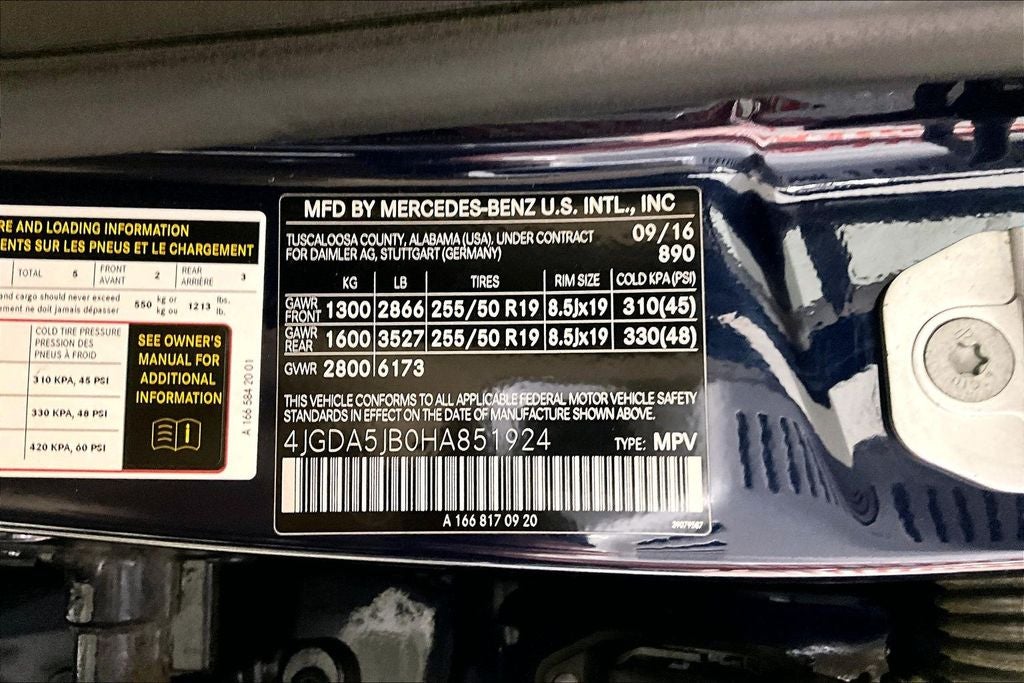 RE AND LOADING INFORMATION
ENTS SUR LES PNEUS ET LE CHARGEMENT
TOTAL 5 FRONT AVANT 2 REAR ARRIÈRE 3
and cargo should never exceed
ement ne doit jamais dépasser
550 kg or kg ou 1213 lbs. lb.
COLD TIRE PRESSURE
PRESSION DES
PNEUS À FROID
310 KPA, 45 PSI
330 KPA, 48 PSI
420 KPA, 60 PSI
SEE OWNER'S
MANUAL FOR
ADDITIONAL
INFORMATION
A 166 584 20 01
MFD BY MERCEDES-BENZ U.S. INTL., INC
TUSCALOOSA COUNTY, ALABAMA (USA), UNDER CONTRACT
FOR DAIMLER AG, STUTTGART (GERMANY)
09/16
890
KG LB TIRES RIM SIZE COLD KPA(PSI)
GAWR FRONT 1300 2866 255/50 R19 8.5Jx19 310(45)
GAWR REAR 1600 3527 255/50 R19 8.5Jx19 330(48)
GVWR 2800 6173
THIS VEHICLE CONFORMS TO ALL APPLICABLE FEDERAL MOTOR VEHICLE SAFETY
STANDARDS IN EFFECT ON THE DATE OF MANUFACTURE SHOWN ABOVE.
4JGDA5JB0HA851924 TYPE: MPV
A 166 817 09 20